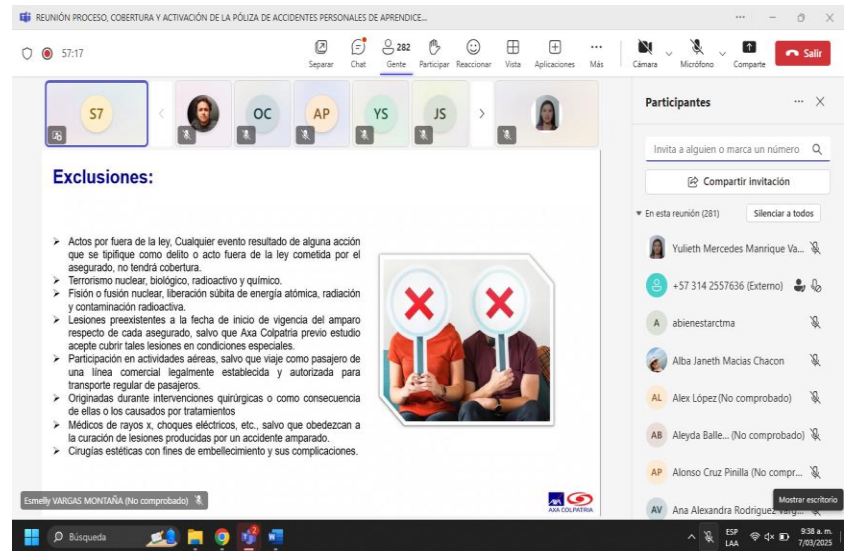 REUNIÓN PROCESO, COBERTURA Y ACTIVACIÓN DE LA PÓLIZA DE ACCIDENTES PERSONALES DE APRENDICE...
57:17
Separar
Chat
282
Gente
Participar
Reaccionar
Vista
Aplicaciones
Más
Cámara
Micrófono
Comparte
Salir
S7
OC
AP
YS
JS
Exclusiones:
Actos por fuera de la ley, Cualquier evento resultado de alguna acción
que se tipifique como delito o acto fuera de la ley cometida por el
asegurado, no tendrá cobertura.
Terrorismo nuclear, biológico, radioactivo y químico.
Fisión o fusión nuclear, liberación súbita de energía atómica, radiación
y contaminación radioactiva.
Lesiones preexistentes a la fecha de inicio de vigencia del amparo
respecto de cada asegurado, salvo que Axa Colpatria previo estudio
acepte cubrir tales lesiones en condiciones especiales.
Participación en actividades aéreas, salvo que viaje como pasajero de
una línea comercial legalmente establecida y autorizada para
transporte regular de pasajeros.
Originadas durante intervenciones quirúrgicas o como consecuencia
de ellas o los causados por tratamientos
Médicos de rayos x, choques eléctricos, etc., salvo que obedezcan a
la curación de lesiones producidas por un accidente amparado.
Cirugías estéticas con fines de embellecimiento y sus complicaciones.
AXA COLPATRIA
Esmelly VARGAS MONTAÑA (No comprobado)
Participantes
Invita a alguien o marca un número
Compartir invitación
En esta reunión (281)
Silenciar a todos
Yulieth Mercedes Manrique Va...
+57 314 2557636 (Externo)
A
abienestarctma
Alba Janeth Macias Chacon
AL
Alex López (No comprobado)
AB
Aleyda Balle... (No comprobado)
AP
Alonso Cruz Pinilla (No compr...
AV
Ana Alexandra Rodriguez
Mostrar escritorio
Búsqueda
2
ESP
LAA
9:38 a. m.
7/03/2025